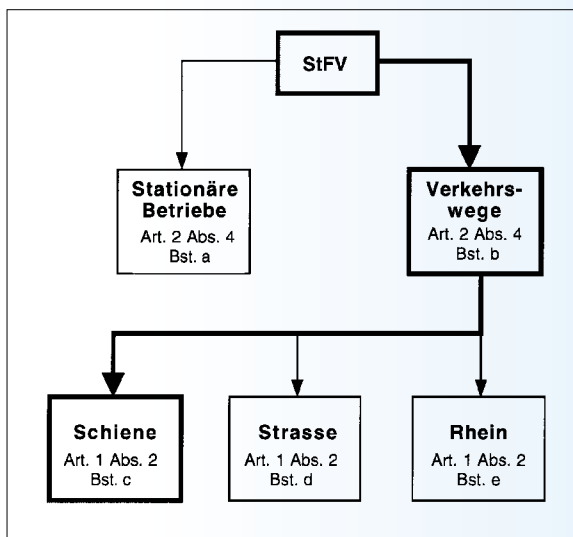 StFV
Stationäre
Betriebe
Art. 2 Abs. 4
Bst. a
Verkehrs-
wege
Art. 2 Abs. 4
Bst. b
Schiene
Art. 1 Abs. 2
Bst. c
Strasse
Art. 1 Abs. 2
Bst. d
Rhein
Art. 1 Abs. 2
Bst. e